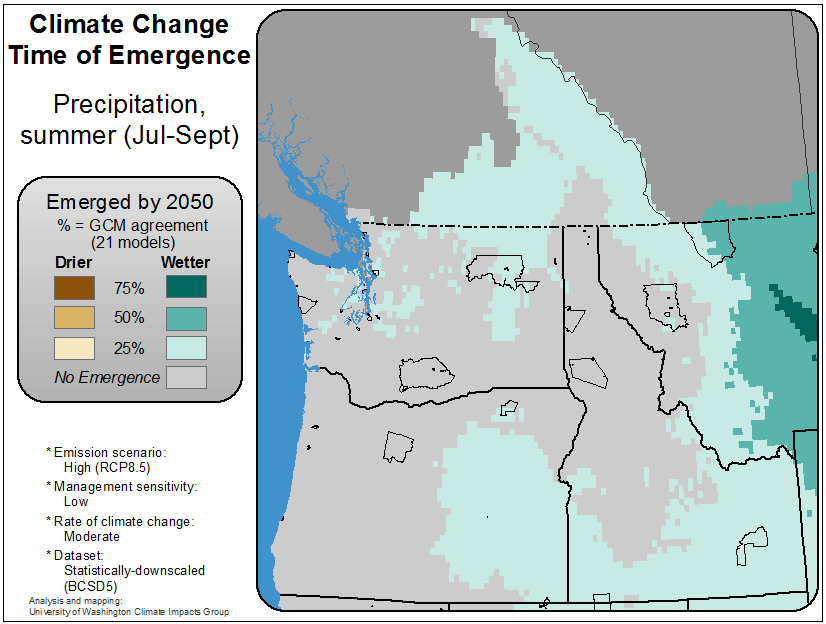 Climate Change
Time of Emergence
Precipitation,
summer (Jul-Sept)
Emerged by 2050
% = GCM agreement
(21 models)
Drier Wetter
75%
50%
25%
No Emergence
* Emission scenario:
High (RCP8.5)
* Management sensitivity:
Low
* Rate of climate change:
Moderate
* Dataset:
Statistically-downscaled
(BCSD5)
Analysis and mapping:
University of Washington Climate Impacts Group